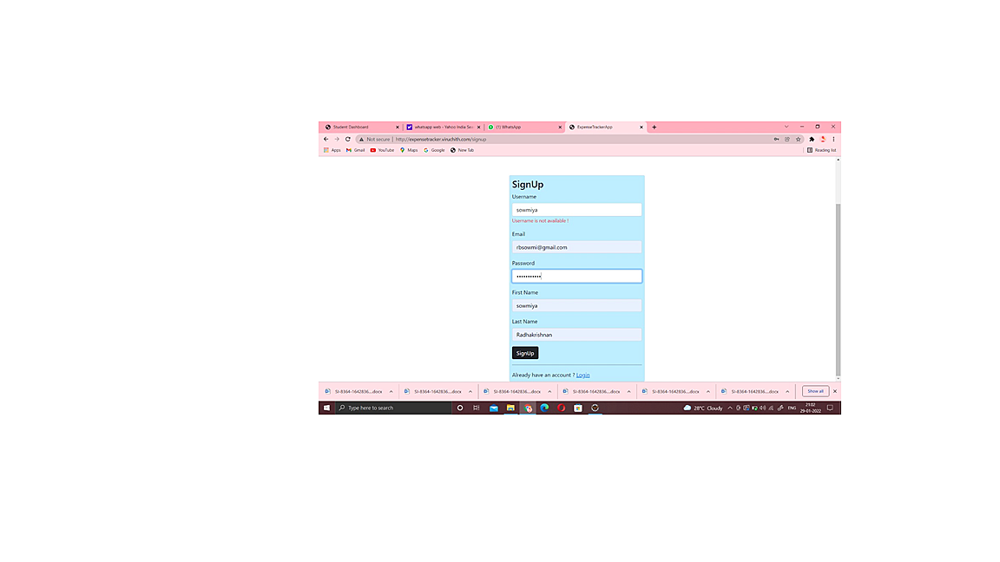 Student Dashboard
whatsapp web - Yahoo India Sea
(1) WhatsApp
ExpenseTrackerApp
Not secure | http://expensetracker.viruchith.com/signup
Apps Gmail YouTube Maps Google New Tab Reading list
SignUp
Username
sowmiya
Username is not available !
Email
rbsowmi@gmail.com
Password
•••••••••••
First Name
sowmiya
Last Name
Radhakrishnan
SignUp
Already have an account ? Login
SI-8364-1642836....docx SI-8364-1642836....docx SI-8364-1642836....docx SI-8364-1642836....docx SI-8364-1642836....docx SI-8364-1642836....docx Show all
Type here to search
28°C Cloudy
ENG
21:02
29-01-2022